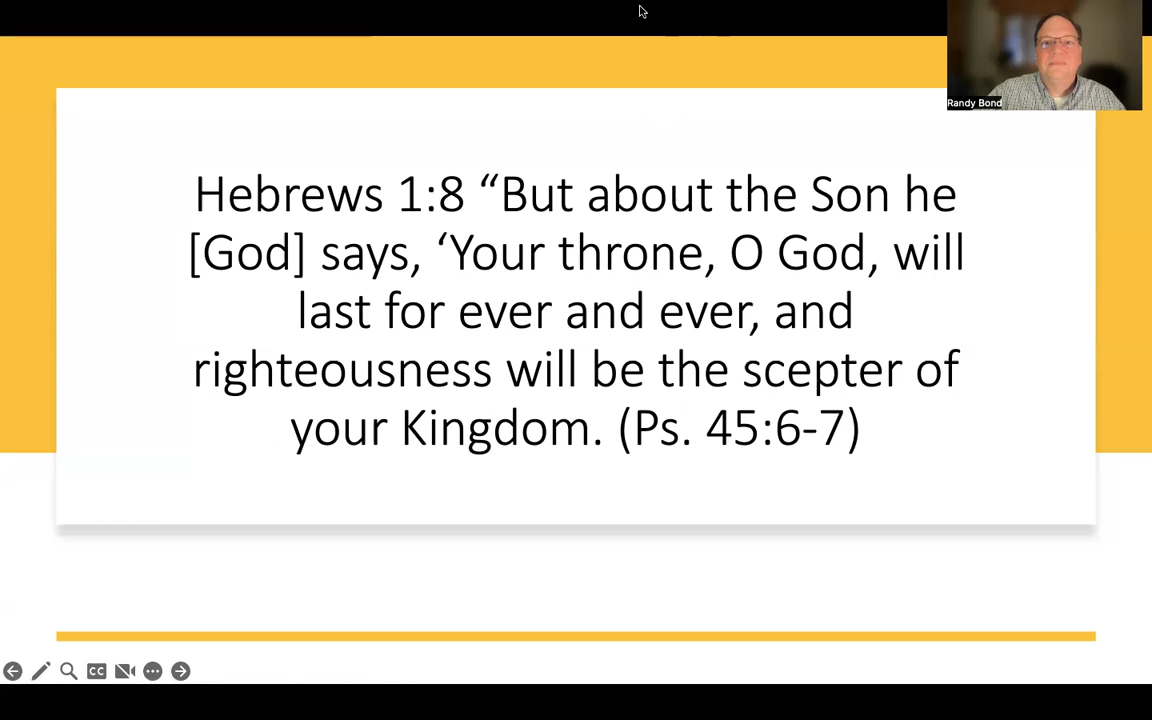 Randy Bond
Hebrews 1:8 “But about the Son he
[God] says, ‘Your throne, O God, will
last for ever and ever, and
righteousness will be the scepter of
your Kingdom. (Ps. 45:6-7)
CC